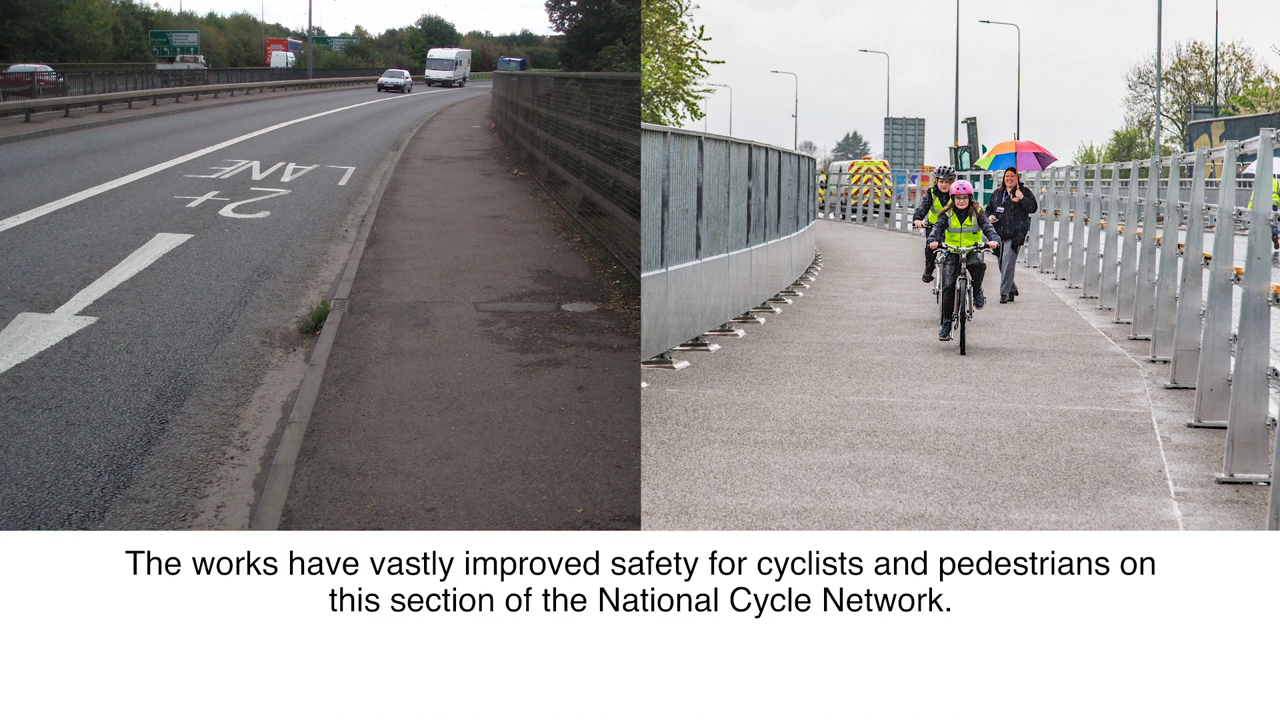 2+
LANE
The works have vastly improved safety for cyclists and pedestrians on
this section of the National Cycle Network.